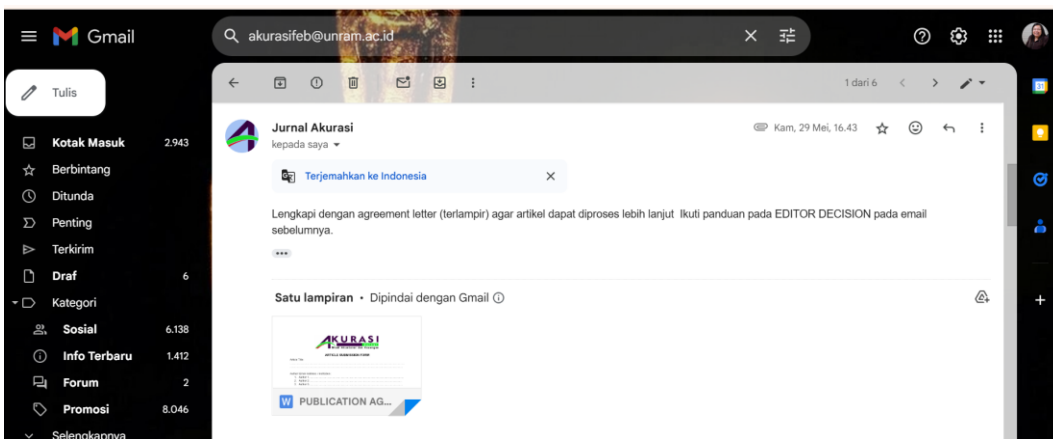 Gmail
akurasifeb@unram.ac.id
Tulis
1 dari 6
Kotak Masuk 2.943
Berbintang
Ditunda
Penting
Terkirim
Draf 6
Kategori
Sosial 6.138
Info Terbaru 1.412
Forum 2
Promosi 8.046
Selengkapnya
Jurnal Akurasi
Kam, 29 Mei, 16.43
kepada saya
Terjemahkan ke Indonesia
Lengkapi dengan agreement letter (terlampir) agar artikel dapat diproses lebih lanjut Ikuti panduan pada EDITOR DECISION pada email
sebelumnya.
Satu lampiran • Dipindai dengan Gmail
AKURASI
W PUBLICATION AG...
31